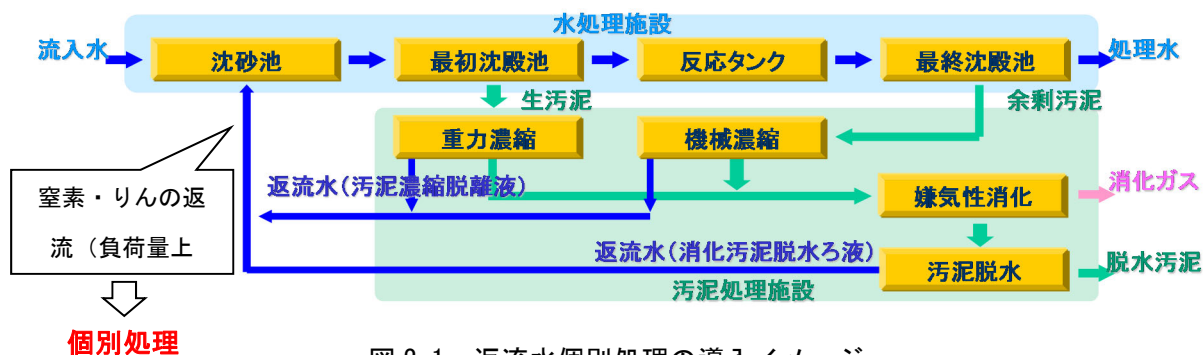 水処理施設
流入水
沈砂池
最初沈殿池
反応タンク
最終沈殿池
処理水
生汚泥
余剰汚泥
重力濃縮
機械濃縮
返流水(汚泥濃縮脱離液)
嫌気性消化
消化ガス
窒素・りんの返
流（負荷量上
返流水(消化汚泥脱水ろ液)
汚泥脱水
脱水汚泥
汚泥処理施設
個別処理